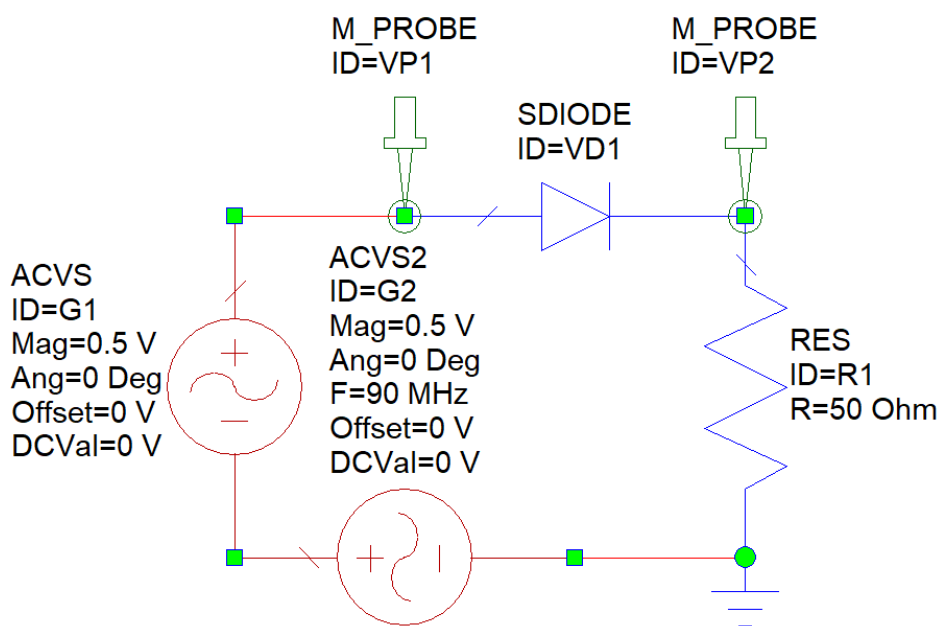 M_PROBE
ID=VP1
M_PROBE
ID=VP2
SDIODE
ID=VD1
ACVS
ID=G1
Mag=0.5 V
Ang=0 Deg
Offset=0 V
DCVal=0 V
ACVS2
ID=G2
Mag=0.5 V
Ang=0 Deg
F=90 MHz
Offset=0 V
DCVal=0 V
RES
ID=R1
R=50 Ohm